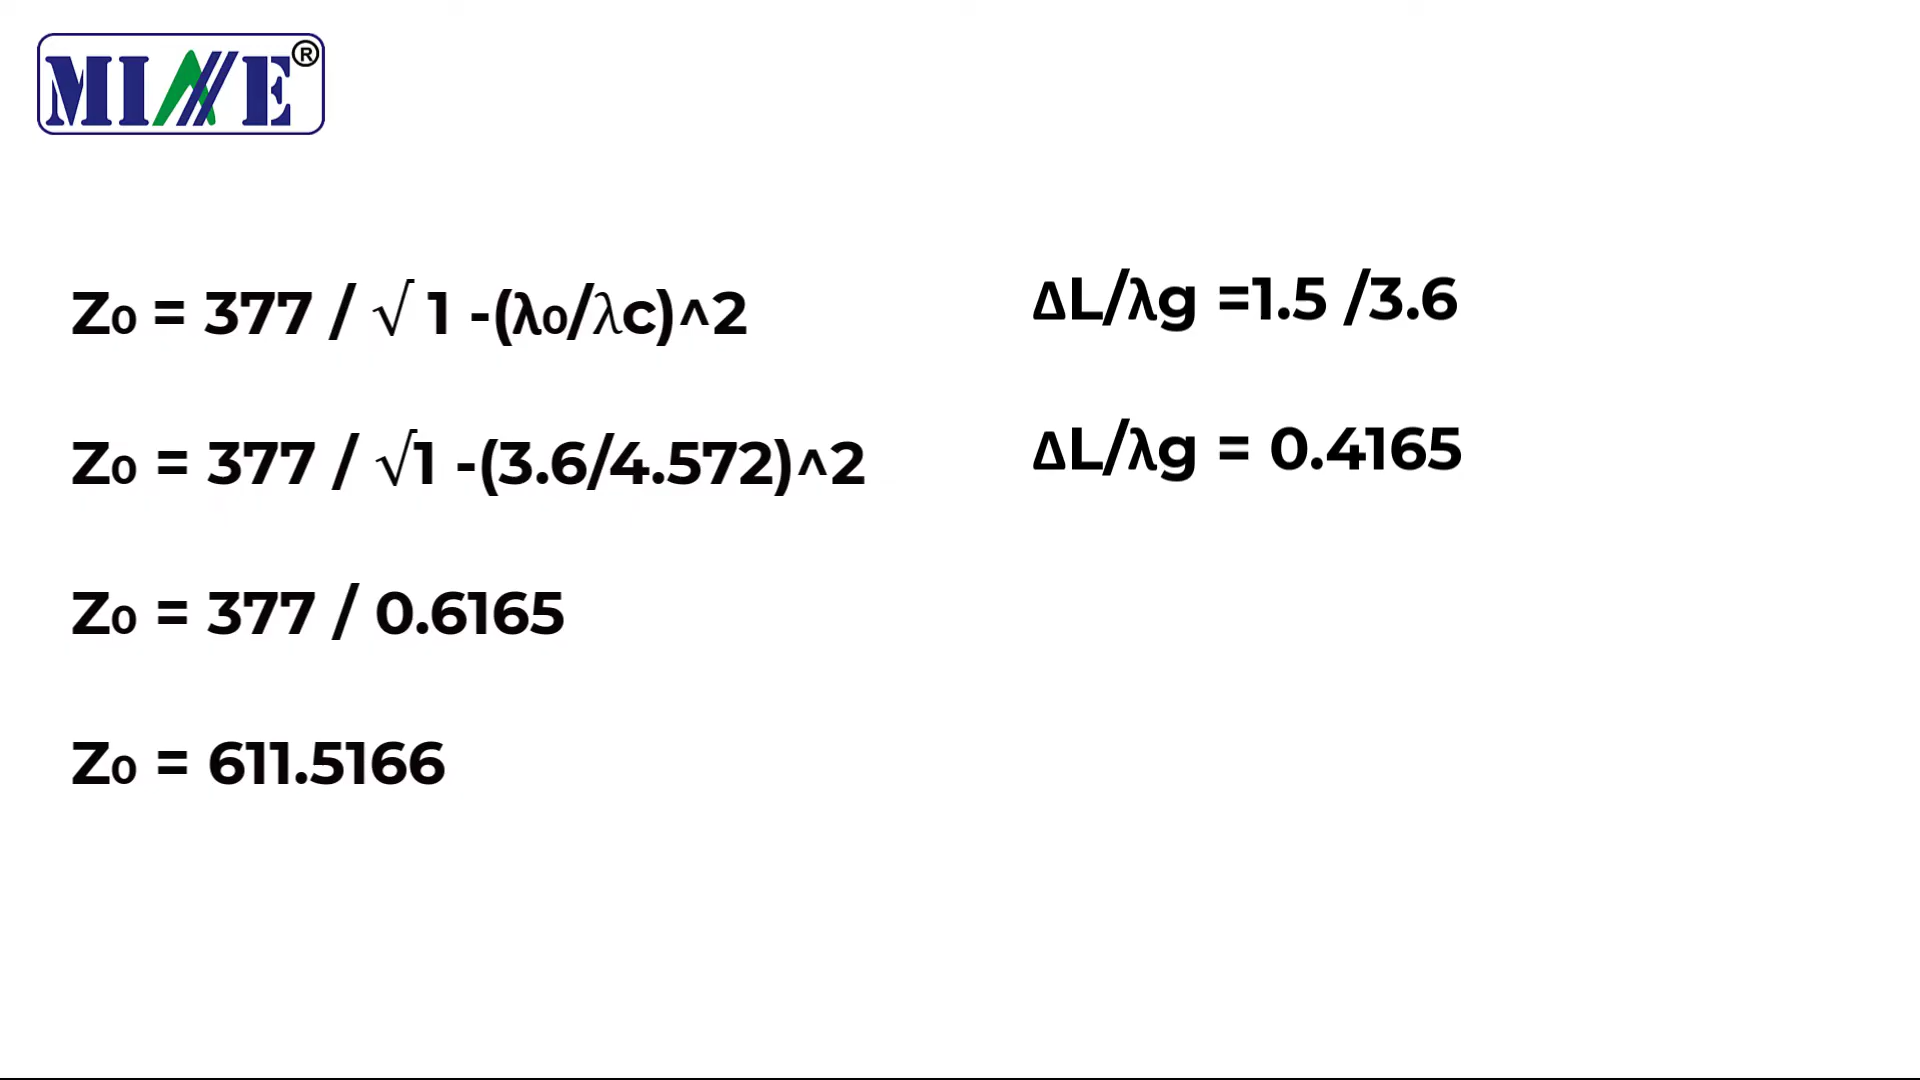 MINE®
Z₀ = 377 / √ 1 -(λ₀/λc)^2
Z₀ = 377 / √1 -(3.6/4.572)^2
Z₀ = 377 / 0.6165
Z₀ = 611.5166
ΔL/λg =1.5 /3.6
ΔL/λg = 0.4165